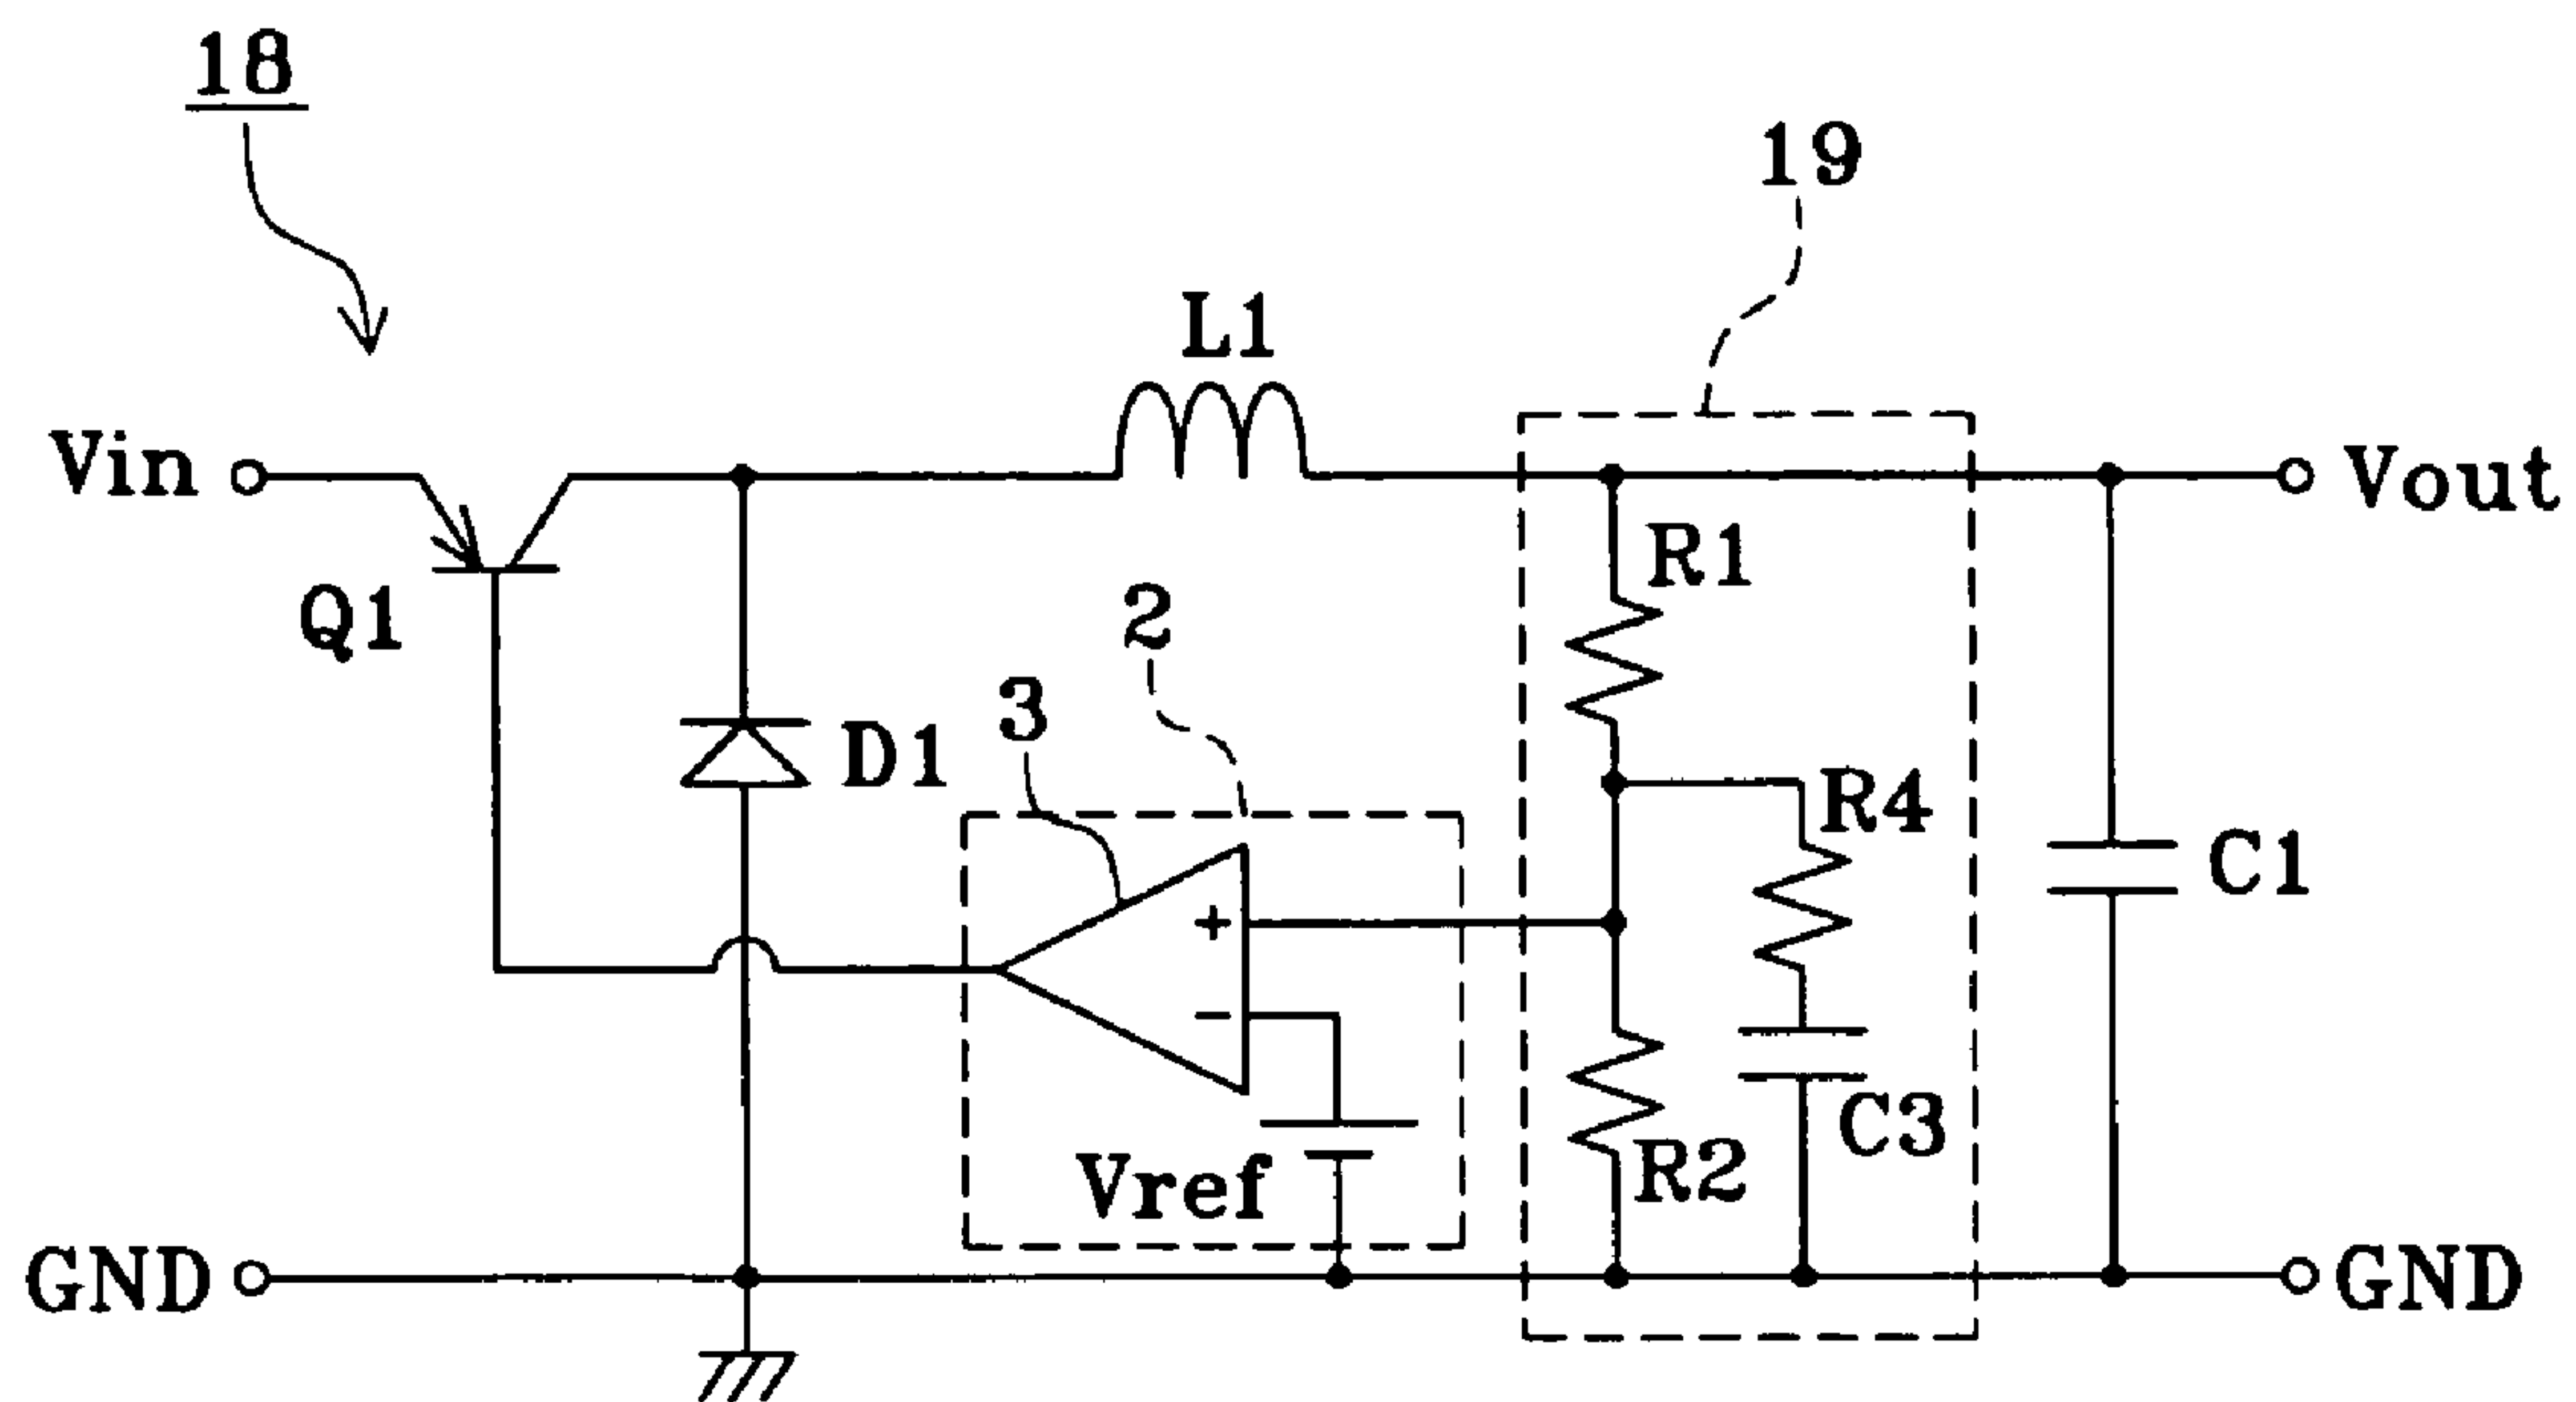 18
19
L1
Vin
Vout
R1
Q1
2
3
D1
R4
C1
+
−
C3
R2
Vref
GND
GND